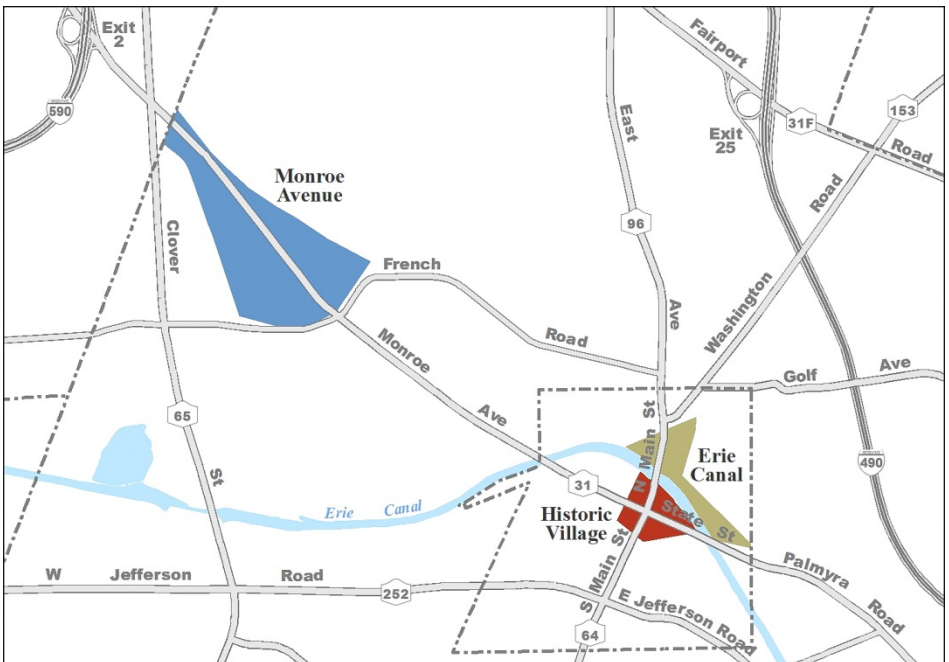 Exit
2
590
Fairport
31F
Road
153
Exit
25
Monroe
Avenue
East
96
Ave
Clover
65
St
French
Road
Washington
Road
Monroe
Ave
31
Golf
Ave
N Main St
Erie
Canal
490
Erie Canal
Historic
Village
State St
S Main St
Palmyra
Road
W Jefferson Road
252
E Jefferson Road
64